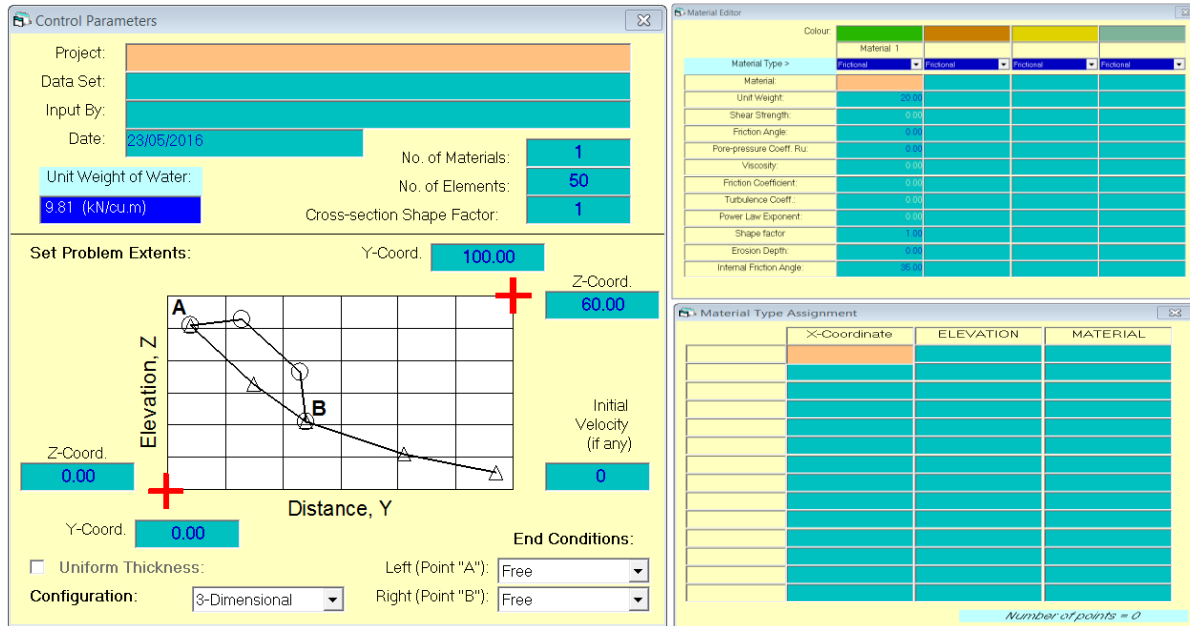 Control Parameters
Project:
Data Set:
Input By:
Date: 23/05/2016
No. of Materials: 1
Unit Weight of Water:
No. of Elements: 50
9.81 (kN/cu.m)
Cross-section Shape Factor: 1
Set Problem Extents:
Y-Coord. 100.00
Z-Coord.
60.00
A
B
Elevation, Z
Initial
Velocity
(if any)
0
Z-Coord.
0.00
Distance, Y
Y-Coord. 0.00
End Conditions:
Uniform Thickness:
Left (Point "A"): Free
Configuration: 3-Dimensional
Right (Point "B"): Free
Material Editor
Colour:
Material 1
Material Type > Frictional Frictional Frictional Frictional
Material:
Unit Weight: 20.00
Shear Strength: 0.00
Friction Angle: 0.00
Pore-pressure Coeff. Ru: 0.00
Viscosity: 0.00
Friction Coefficient: 0.00
Turbulence Coeff.: 0.00
Power Law Exponent: 0.00
Shape factor 1.00
Erosion Depth: 0.00
Internal Friction Angle: 35.00
Material Type Assignment
X-Coordinate ELEVATION MATERIAL
Number of points = 0